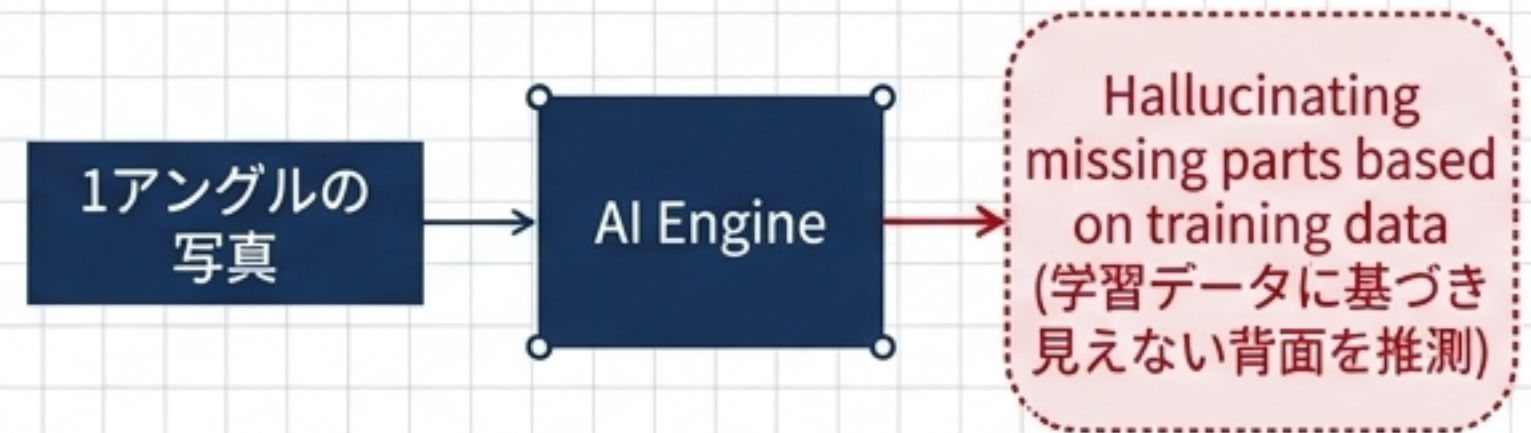 1アングルの
写真
AI Engine
Hallucinating
missing parts based
on training data
(学習データに基づき
見えない背面を推測)